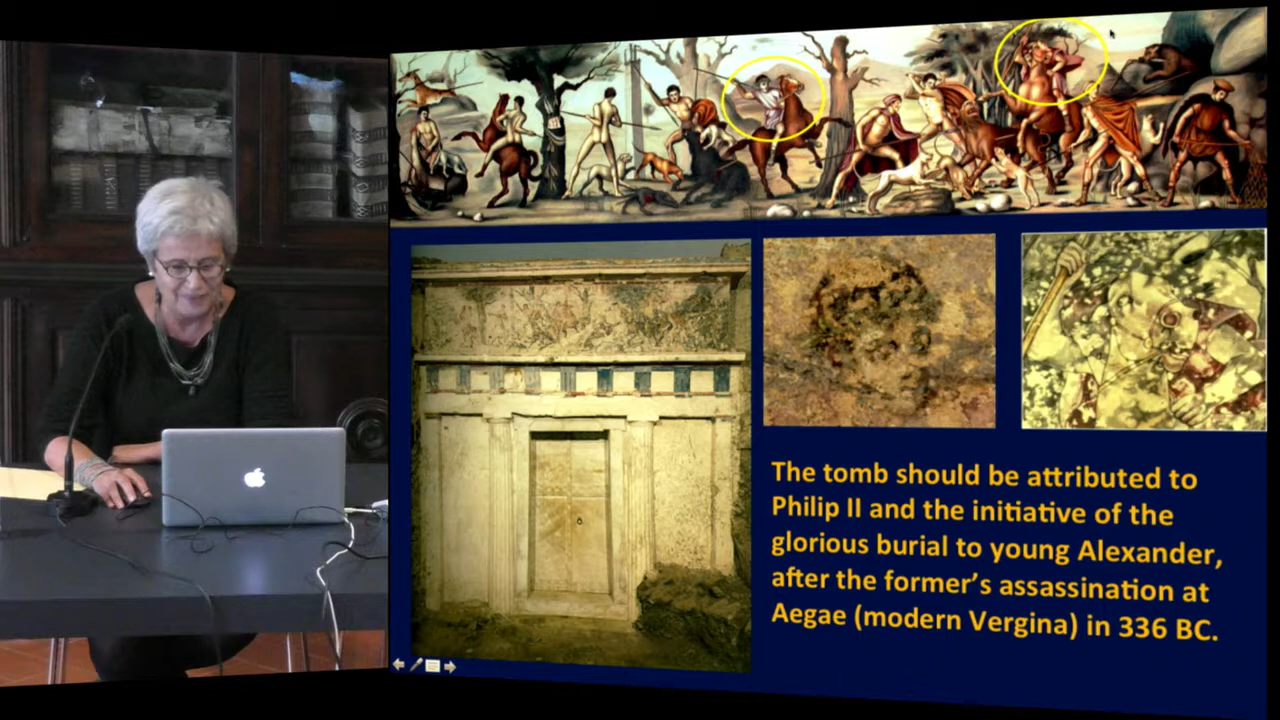 The tomb should be attributed to
Philip II and the initiative of the
glorious burial to young Alexander,
after the former's assassination at
Aegae (modern Vergina) in 336 BC.